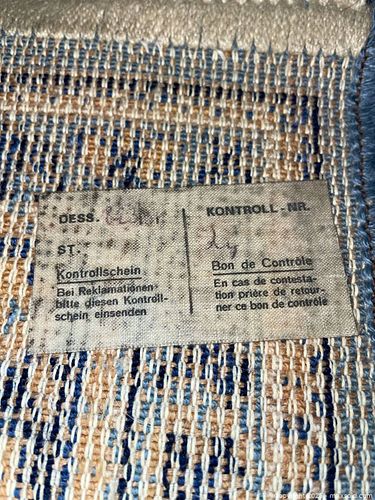 DESS.
ST.
Kontrollschein
Bei Reklamationen
bitte diesen Kontroll-
schein einsenden
KONTROLL-NR.
Bon de Contrôle
En cas de contesta-
tion prière de retour-
ner ce bon de contrôle